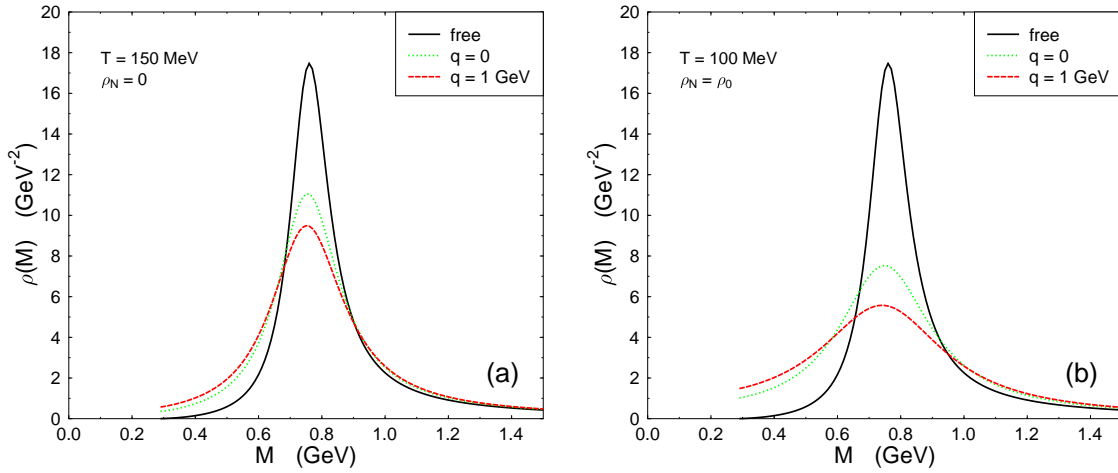 20
18
16
14
12
10
8
6
4
2
0
ρ(M) (GeV⁻²)
T = 150 MeV
ρN = 0
free
q = 0
q = 1 GeV
(a)
0.0 0.2 0.4 0.6 0.8 1.0 1.2 1.4
M (GeV)
20
18
16
14
12
10
8
6
4
2
0
ρ(M) (GeV⁻²)
T = 100 MeV
ρN = ρ0
free
q = 0
q = 1 GeV
(b)
0.0 0.2 0.4 0.6 0.8 1.0 1.2 1.4
M (GeV)